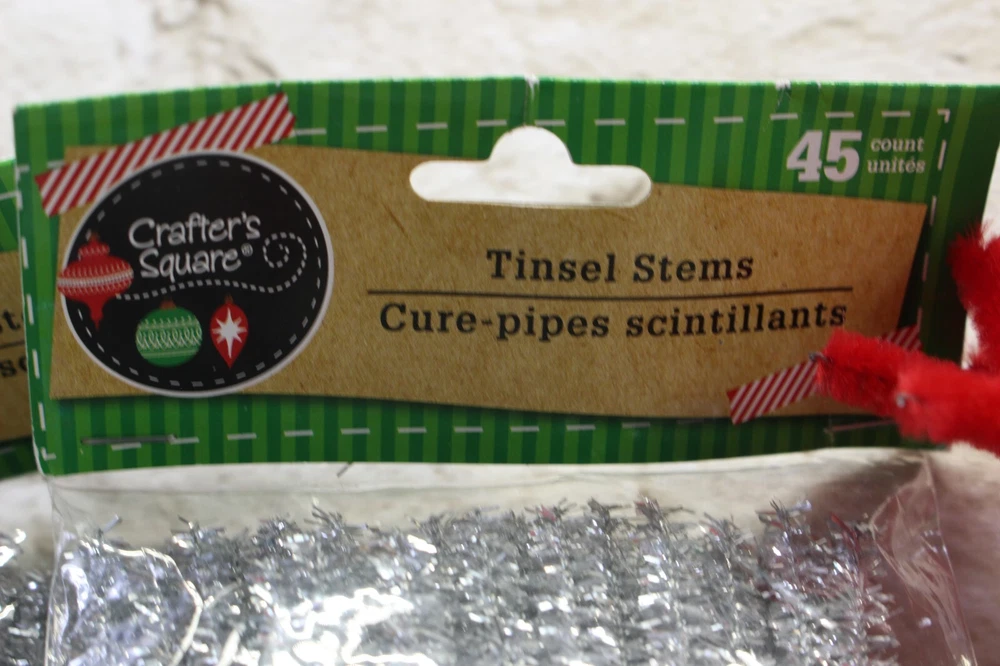 Crafter's
Square®
45
count
unités
Tinsel Stems
Cure-pipes scintillants